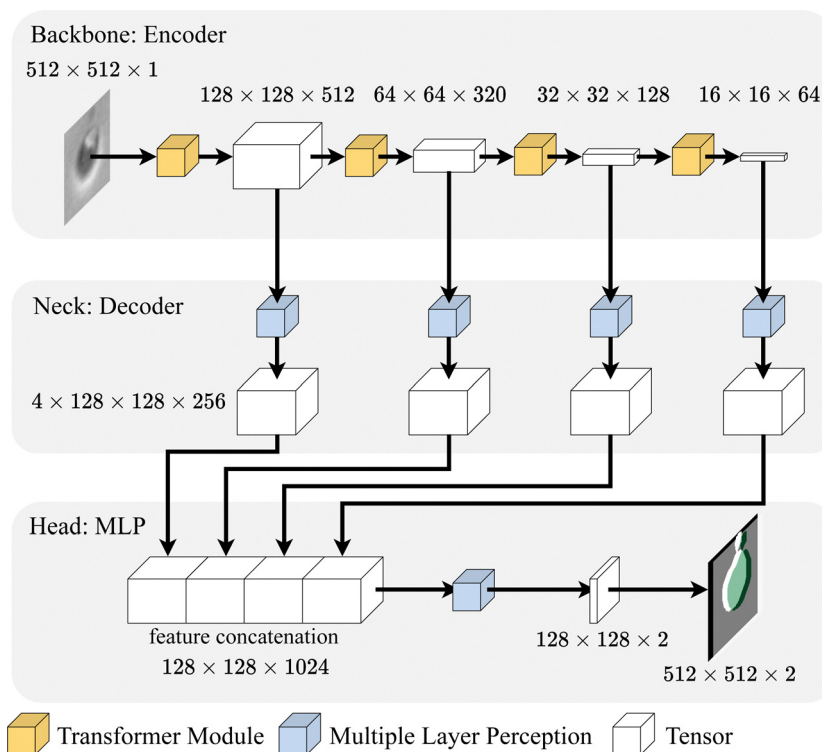 Backbone: Encoder
512 × 512 × 1
128 × 128 × 512
64 × 64 × 320
32 × 32 × 128
16 × 16 × 64
Neck: Decoder
4 × 128 × 128 × 256
Head: MLP
feature concatenation
128 × 128 × 1024
128 × 128 × 2
512 × 512 × 2
Transformer Module
Multiple Layer Perception
Tensor